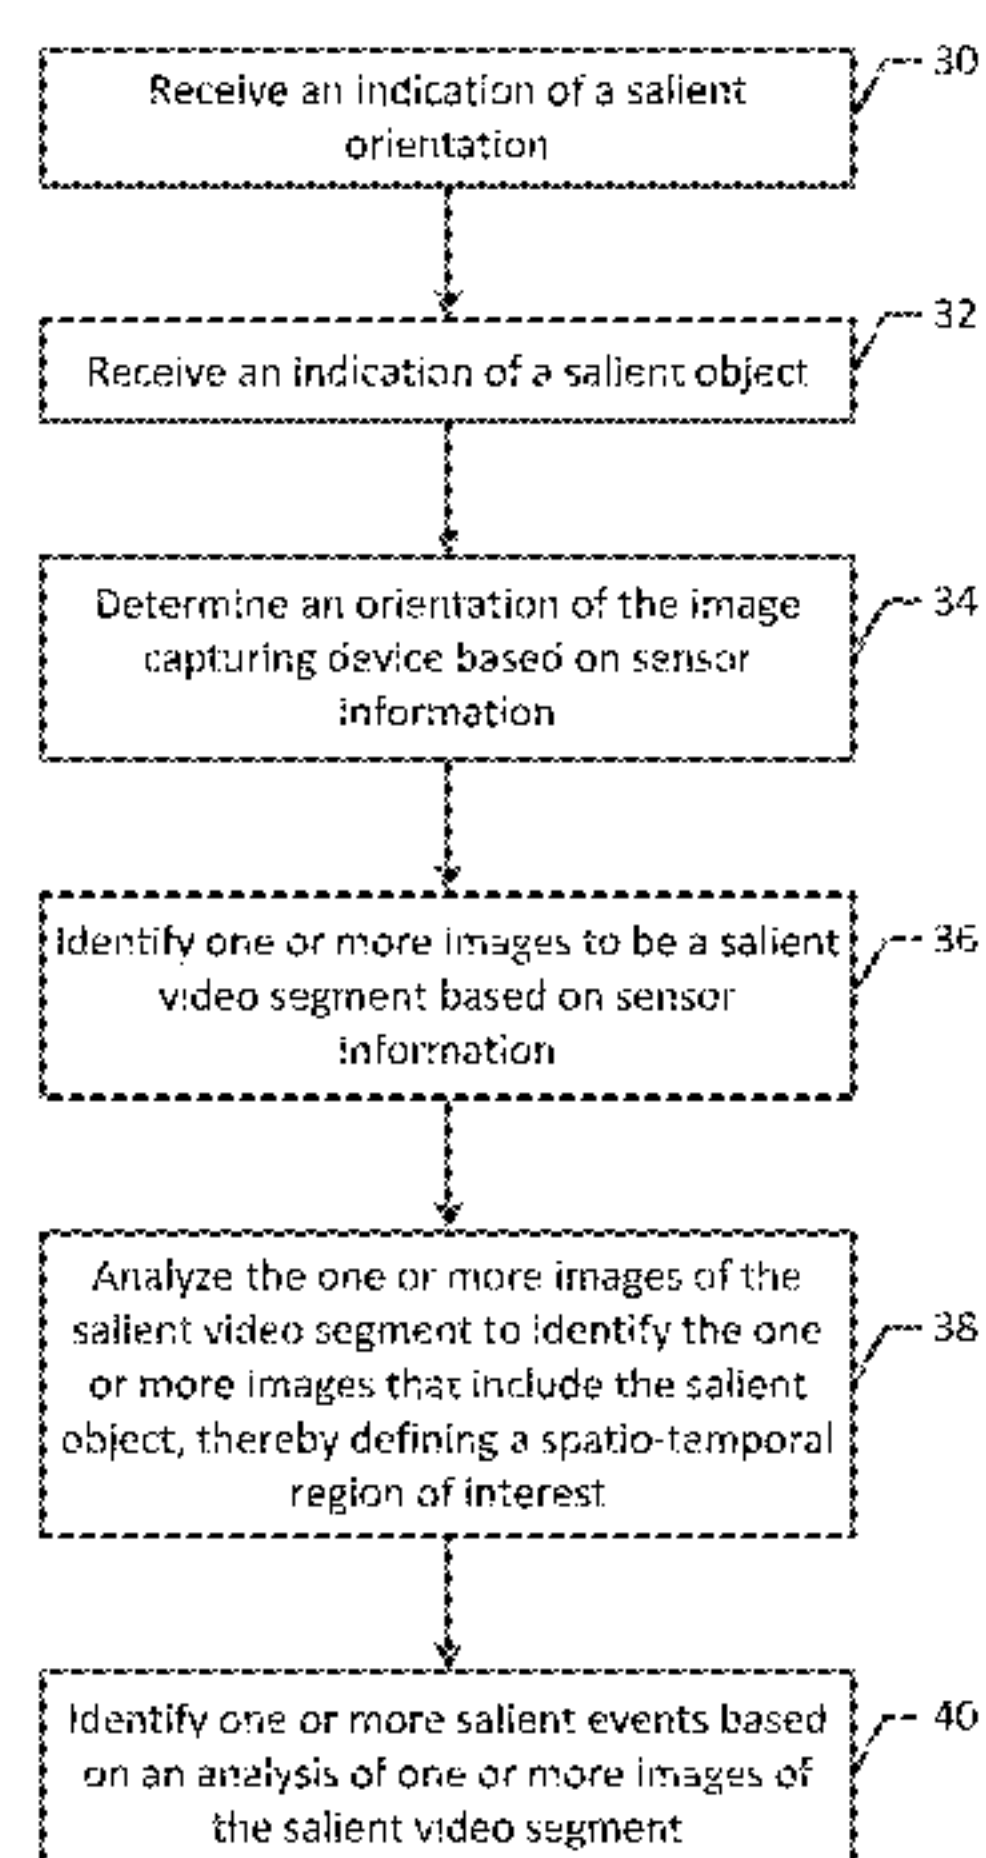 30
Receive an indication of a salient
orientation
32
Receive an indication of a salient object
34
Determine an orientation of the image
capturing device based on sensor
information
36
Identify one or more images to be a salient
video segment based on sensor
information
38
Analyze the one or more images of the
salient video segment to identify the one
or more images that include the salient
object, thereby defining a spatio-temporal
region of interest
40
Identify one or more salient events based
on an analysis of one or more images of
the salient video segment